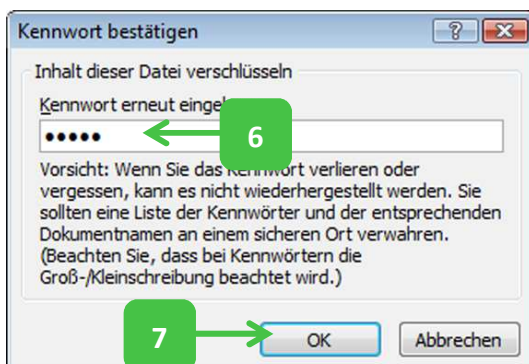 Kennwort bestätigen
Inhalt dieser Datei verschlüsseln
Kennwort erneut
6
Vorsicht: Wenn Sie das Kennwort verlieren oder
vergessen, kann es nicht wiederhergestellt werden. Sie
sollten eine Liste der Kennwörter und der entsprechenden
Dokumentnamen an einem sicheren Ort verwahren.
(Beachten Sie, dass bei Kennwörtern die
Groß-/Kleinschreibung beachtet wird.)
7 OK Abbrechen